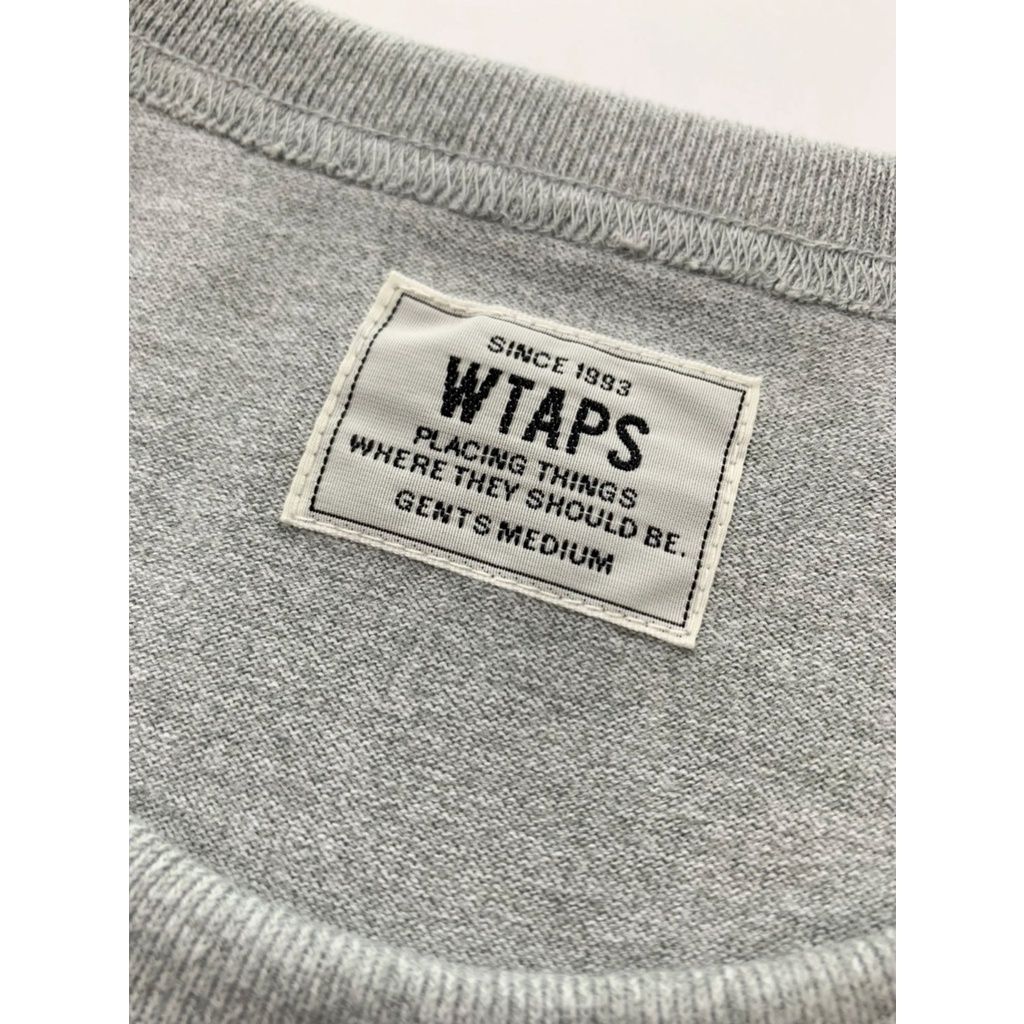 SINCE 1993
WTAPS
PLACING THINGS
WHERE THEY SHOULD BE.
GENTS MEDIUM